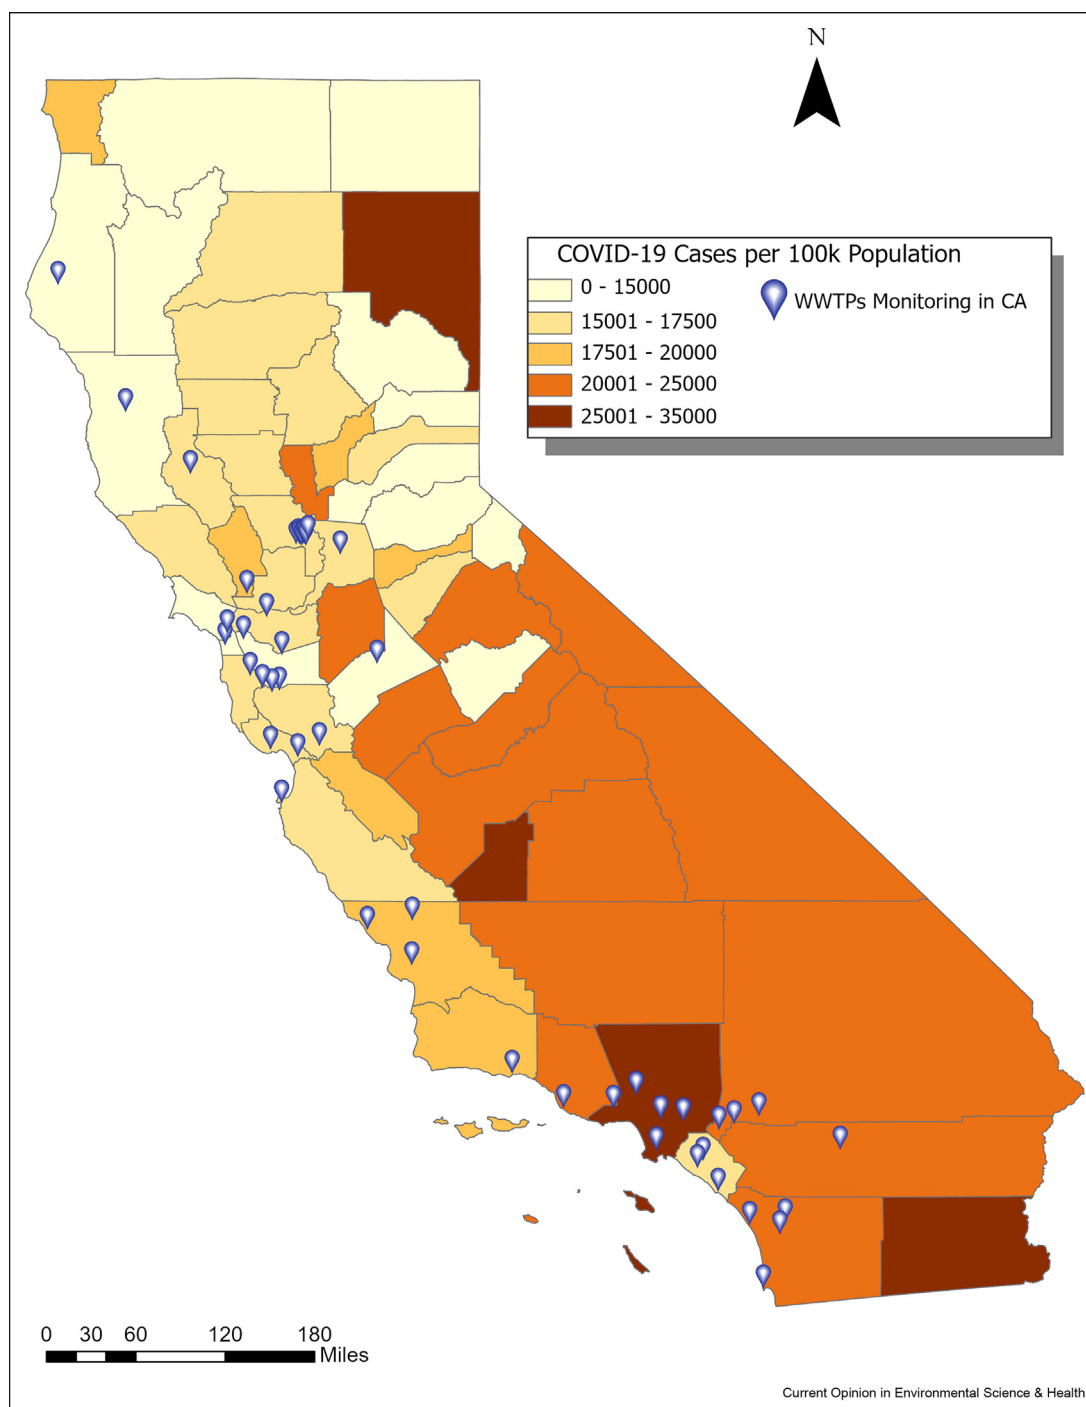 N
COVID-19 Cases per 100k Population
0 - 15000
15001 - 17500
17501 - 20000
20001 - 25000
25001 - 35000
WWTPs Monitoring in CA
0 30 60 120 180
Miles
Current Opinion in Environmental Science & Health